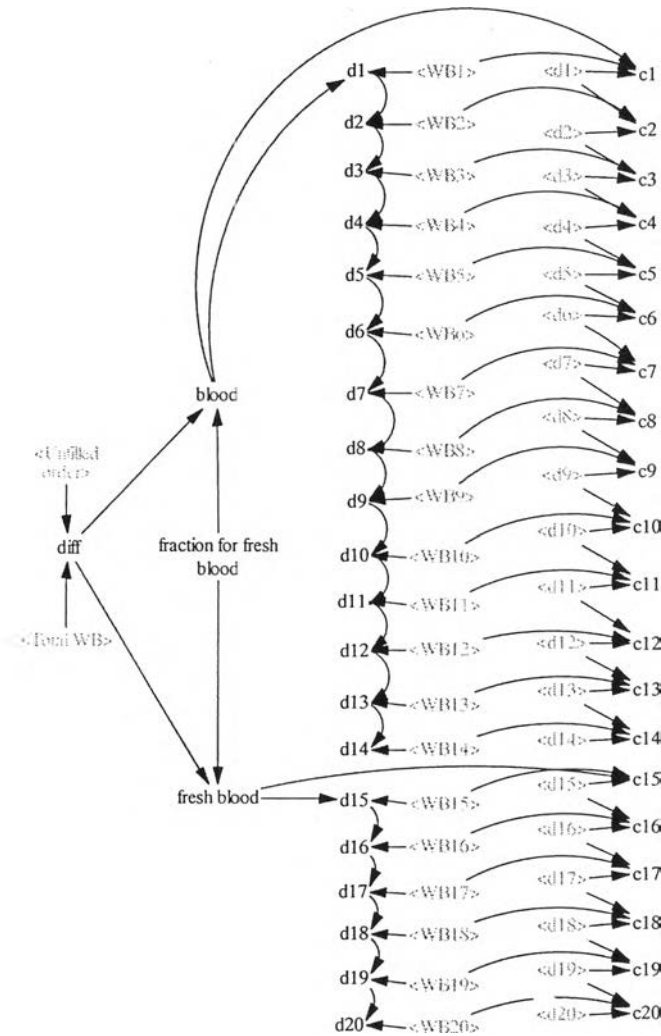 d1 <WB1> <d1> c1
d2 <WB2> c2
<d2>
d3 <WB3> <d3> c3
d4 <WB4> <d4> c4
d5 <WB5> <d5> c5
d6 <WB6> <d6> c6
<d7> c7
d7 <WB7>
blood
<d8> c8
d8 <WB8>
<Unfilled
order>
<d9> c9
d9 <WB9>
<d10> c10
diff
fraction for fresh
blood
d10 <WB10>
<d11> c11
d11 <WB11>
<Total WB>
d12 <WB12> <d12> c12
d13 <WB13> <d13> c13
d14 <WB14> <d14> c14
<d15> c15
fresh blood
d15 <WB15>
<d16> c16
d16 <WB16>
<d17> c17
d17 <WB17>
d18 <WB18> <d18> c18
d19 <WB19> <d19> c19
d20 <WB20> <d20> c20